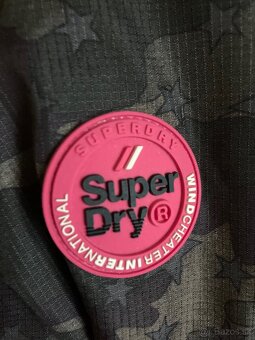 SUPERDRY
Super
Dry®
WINDCHEATER INTERNATIONAL